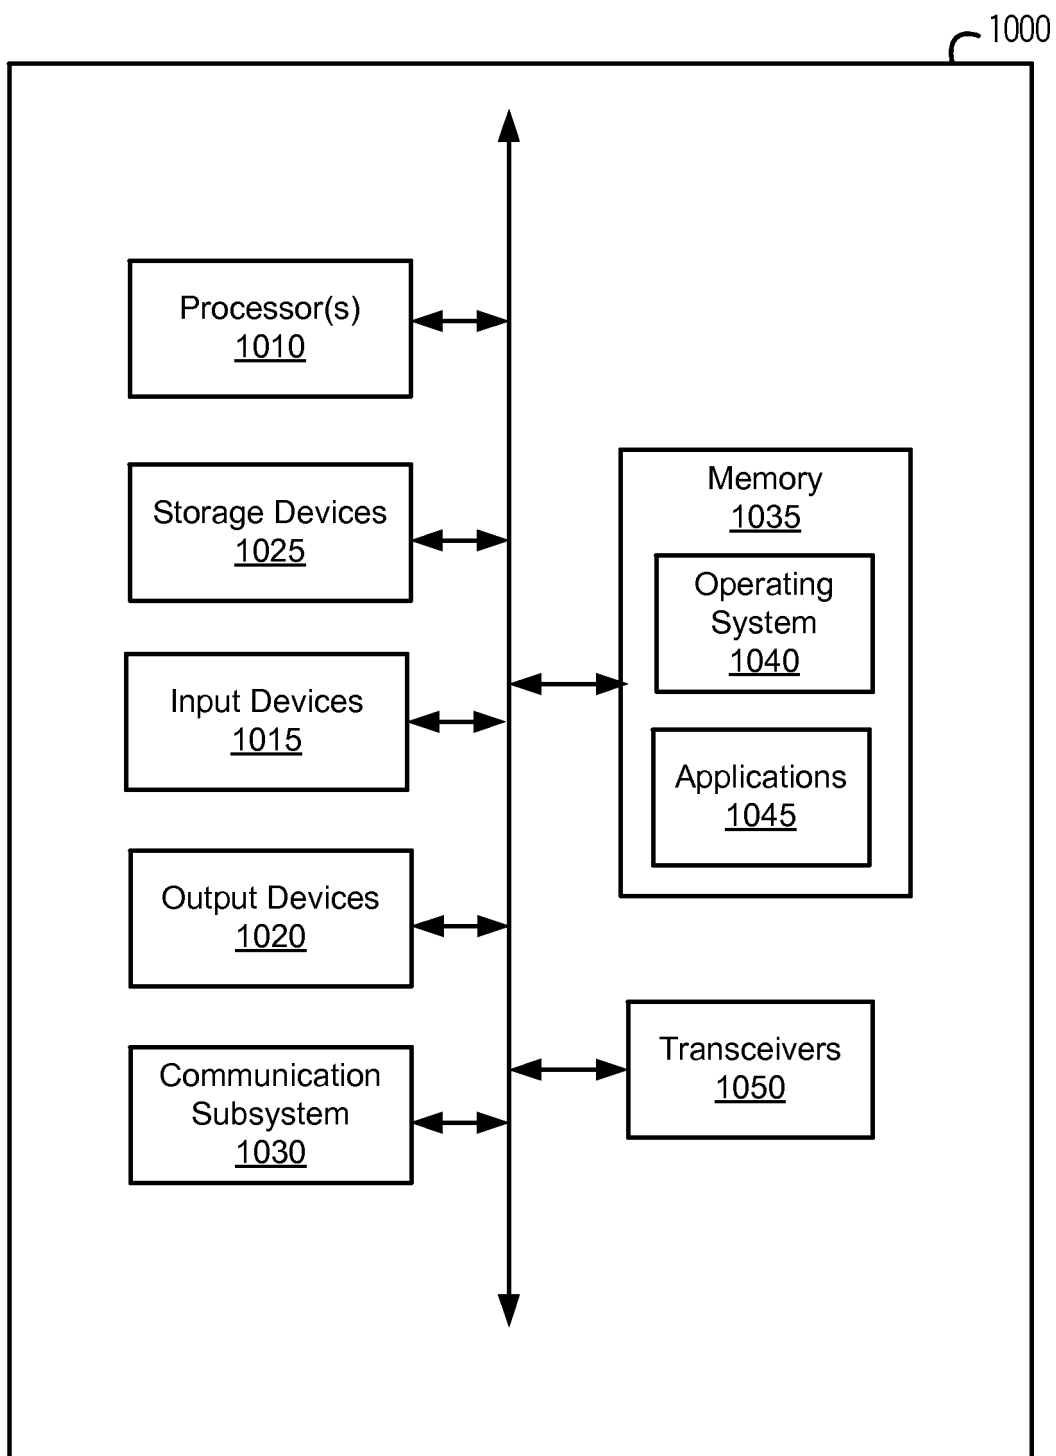 1000
Processor(s)
1010
Storage Devices
1025
Input Devices
1015
Output Devices
1020
Communication
Subsystem
1030
Memory
1035
Operating
System
1040
Applications
1045
Transceivers
1050